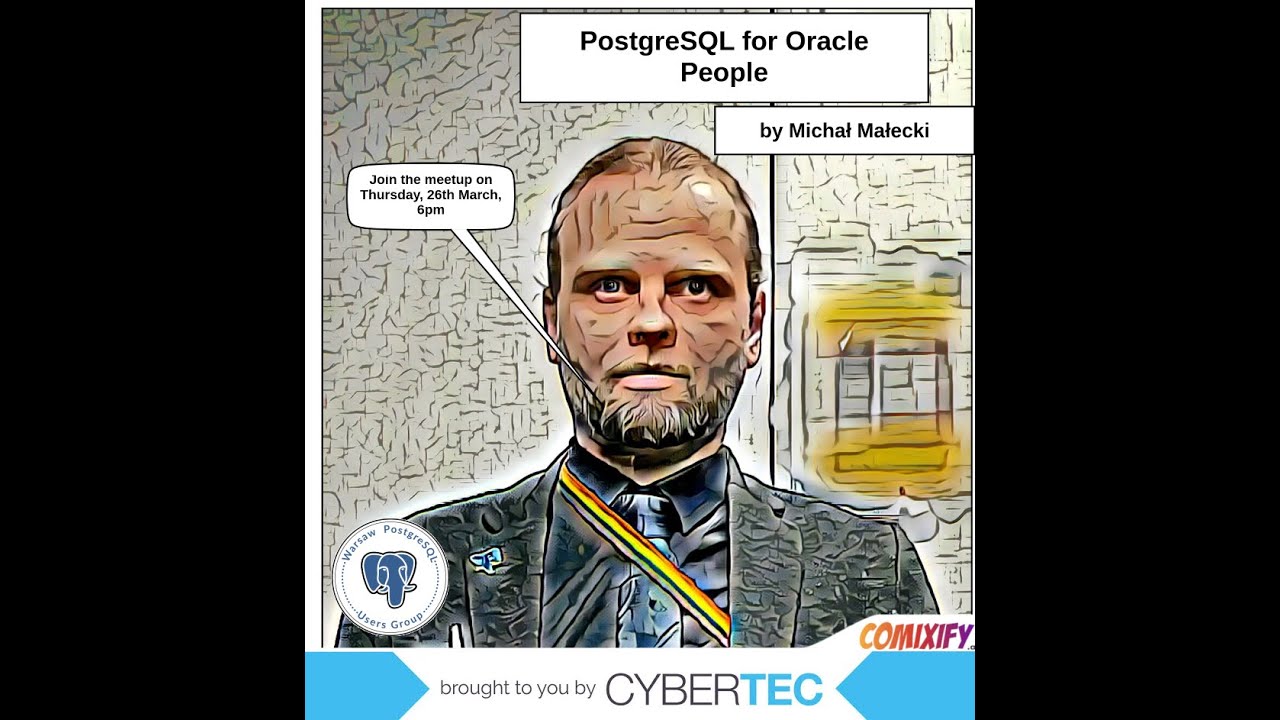 PostgreSQL for Oracle
People
by Michał Małecki
Join the meetup on
Thursday, 26th March,
6pm
Warsaw PostgreSQL
Users Group
COMIXIFY
brought to you by CYBERTEC